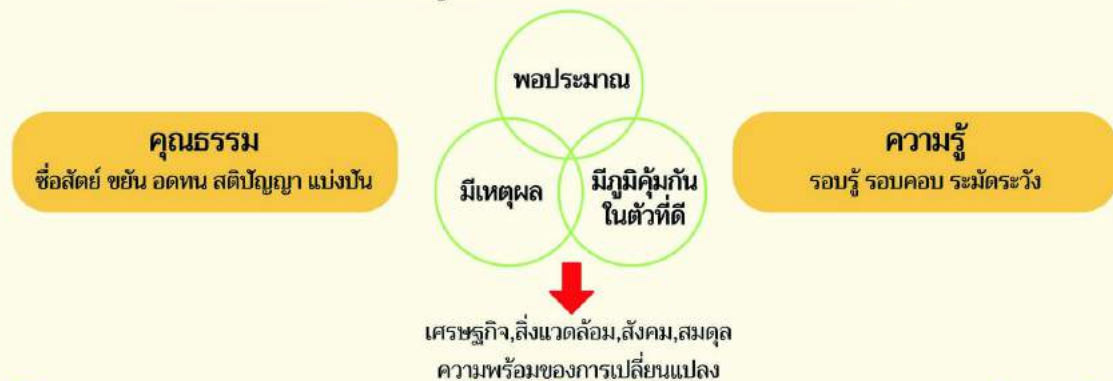 พอประมาณ
คุณธรรม
ซื่อสัตย์ ขยัน อดทน สติปัญญา แบ่งปัน
มีเหตุผล
มีภูมิคุ้มกัน
ในตัวที่ดี
ความรู้
รอบรู้ รอบคอบ ระมัดระวัง
เศรษฐกิจ,สิ่งแวดล้อม,สังคม,สมดุล
ความพร้อมของการเปลี่ยนแปลง